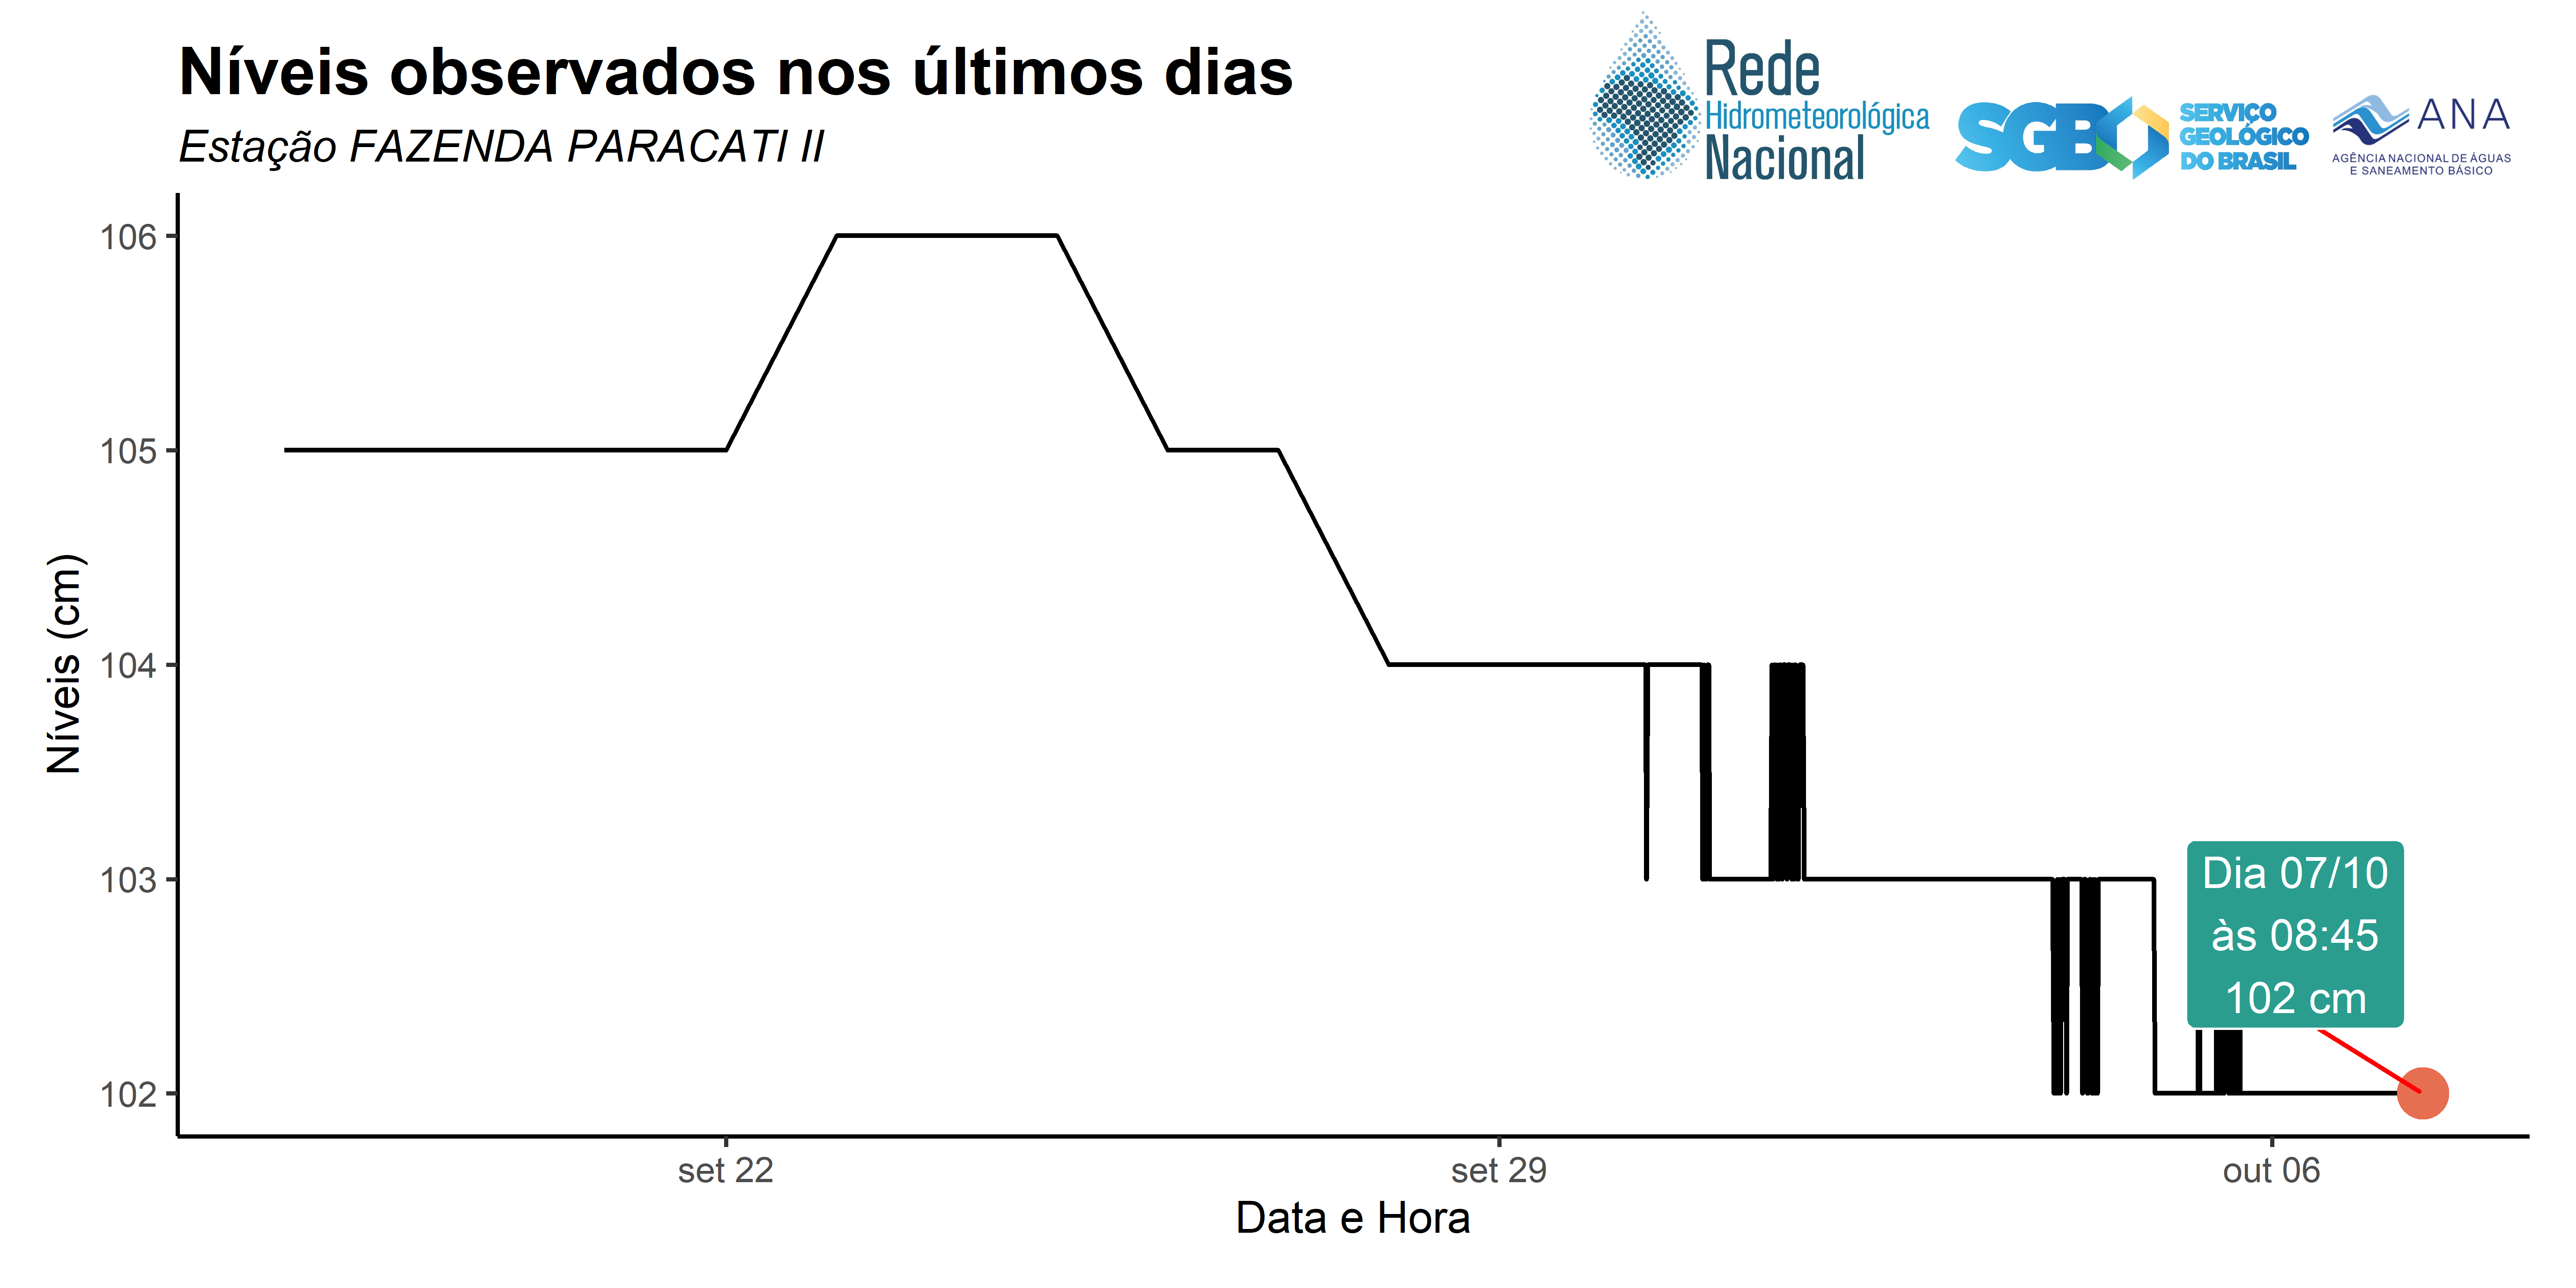 Níveis observados nos últimos dias
Estação FAZENDA PARACATI II
Rede
Hidrometeorológica
Nacional
SGB
SERVIÇO
GEOLÓGICO
DO BRASIL
ANA
AGÊNCIA NACIONAL DE ÁGUAS
E SANEAMENTO BÁSICO
Níveis (cm)
106
105
104
103
102
Dia 07/10
às 08:45
102 cm
set 22
set 29
out 06
Data e Hora